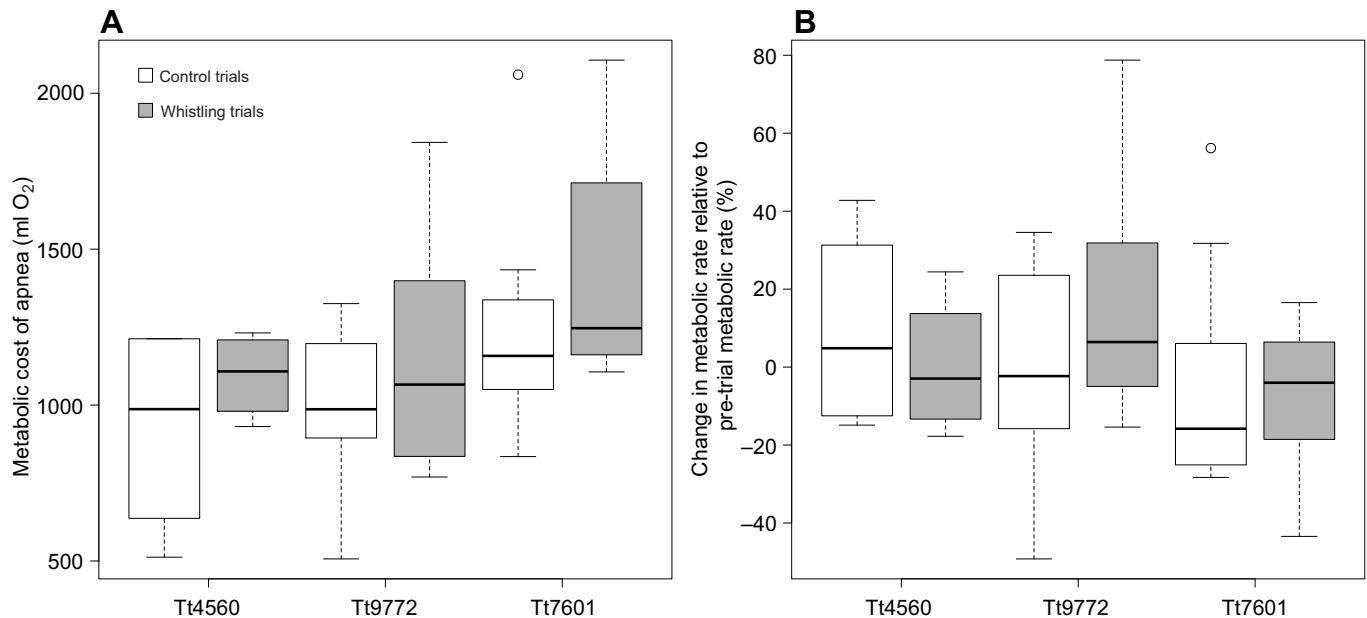 A
Metabolic cost of apnea (ml O₂)
2000
1500
1000
500
Control trials
Whistling trials
Tt4560
Tt9772
Tt7601
B
Change in metabolic rate relative to
pre-trial metabolic rate (%)
80
60
40
20
0
–20
–40
Tt4560
Tt9772
Tt7601